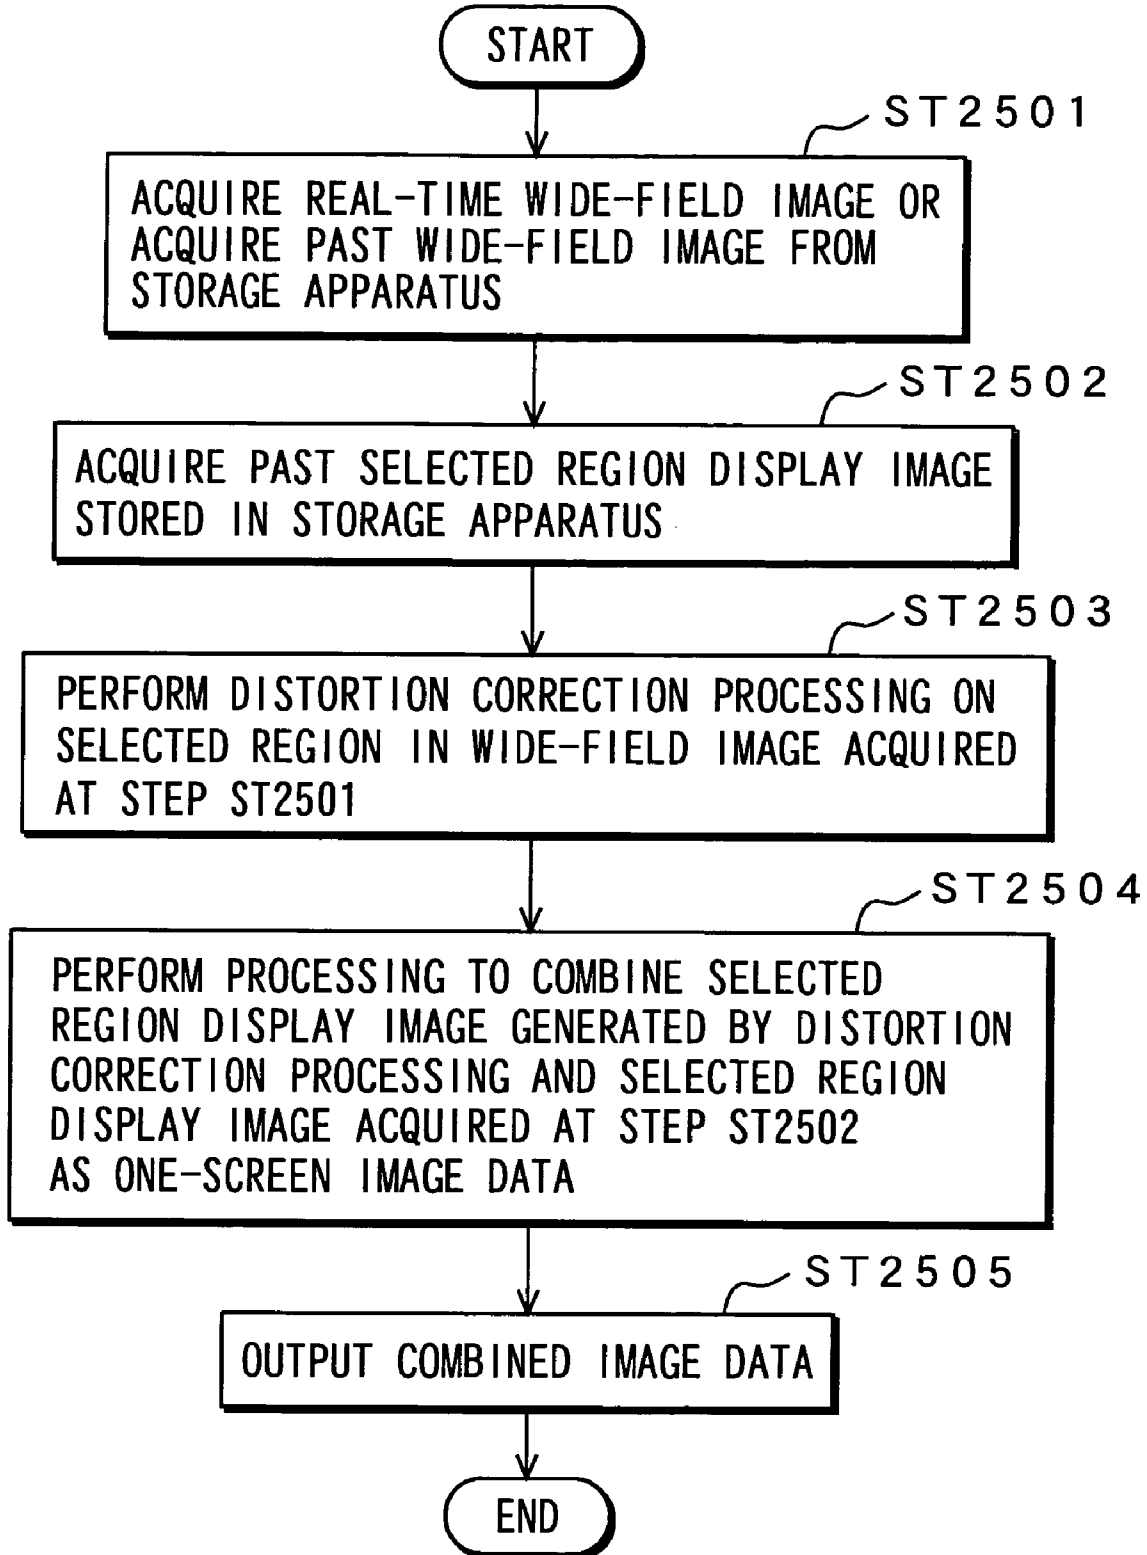 START
ST2501
ACQUIRE REAL-TIME WIDE-FIELD IMAGE OR
ACQUIRE PAST WIDE-FIELD IMAGE FROM
STORAGE APPARATUS
ST2502
ACQUIRE PAST SELECTED REGION DISPLAY IMAGE
STORED IN STORAGE APPARATUS
ST2503
PERFORM DISTORTION CORRECTION PROCESSING ON
SELECTED REGION IN WIDE-FIELD IMAGE ACQUIRED
AT STEP ST2501
ST2504
PERFORM PROCESSING TO COMBINE SELECTED
REGION DISPLAY IMAGE GENERATED BY DISTORTION
CORRECTION PROCESSING AND SELECTED REGION
DISPLAY IMAGE ACQUIRED AT STEP ST2502
AS ONE-SCREEN IMAGE DATA
ST2505
OUTPUT COMBINED IMAGE DATA
END